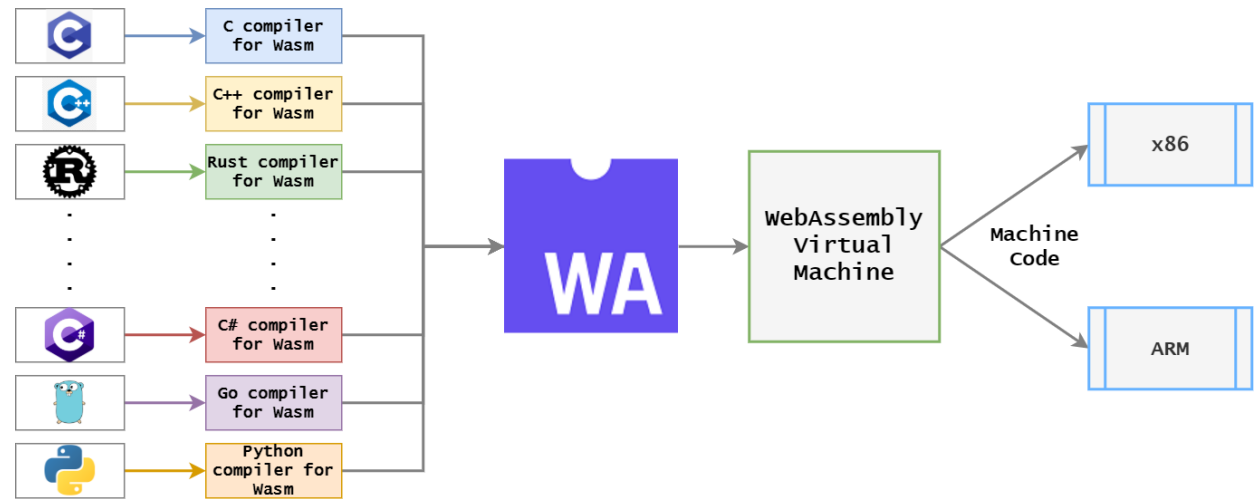 C
C compiler
for Wasm
C++
C++ compiler
for Wasm
R
Rust compiler
for Wasm
C#
C# compiler
for Wasm
Go compiler
for Wasm
Python
compiler for
Wasm
WA
WebAssembly
Virtual
Machine
Machine
Code
x86
ARM